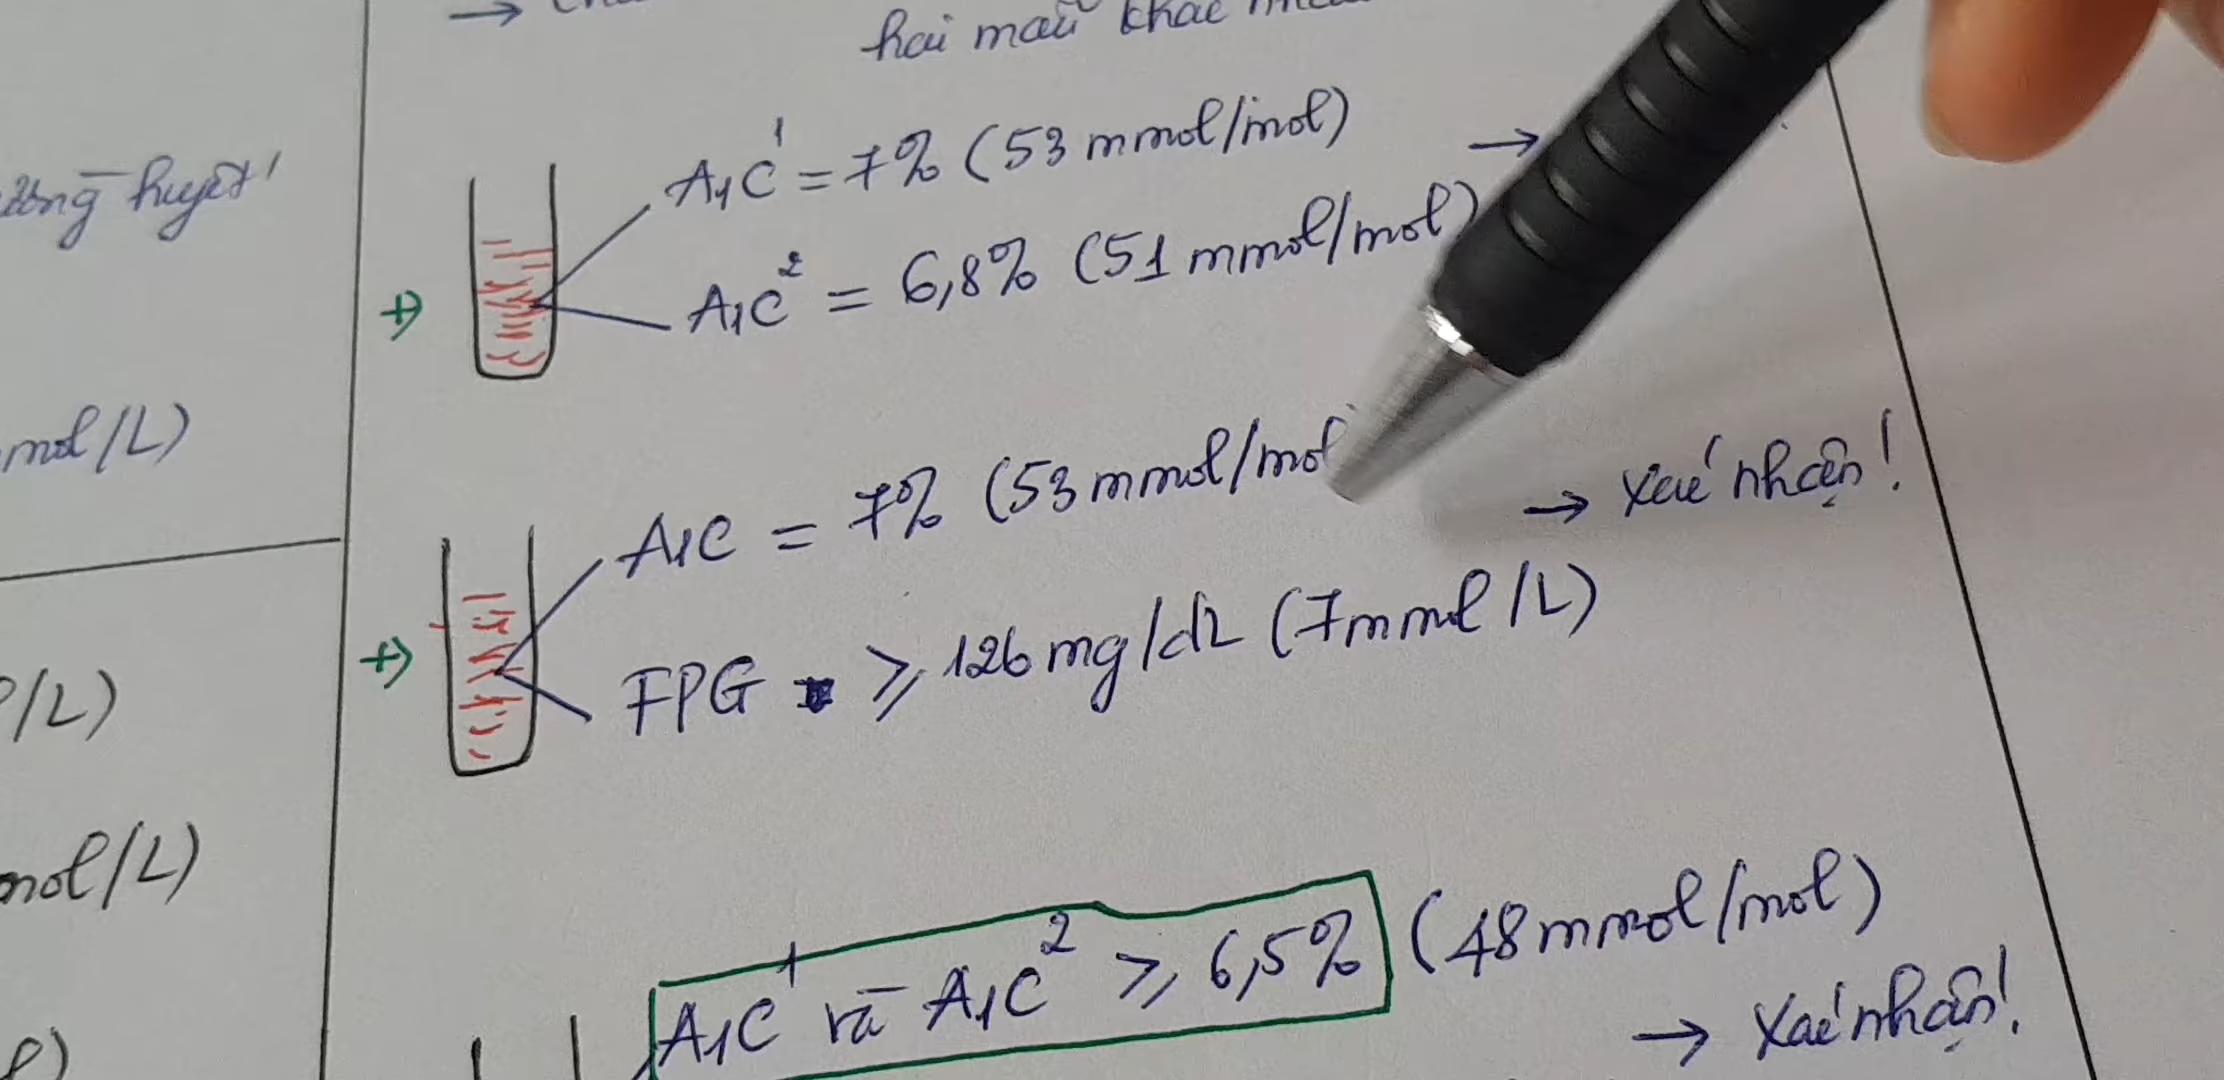 hai mẫu khác
A1C¹ = 7% (53 mmol/mol) →
A1C² = 6,8% (51 mmol/mol)
A1C = 7% (53 mmol/mol → Xác nhận!
FPG ≥ 126 mg/dL (7 mmol/L)
A1C¹ và A1C² ≥ 6,5% (48 mmol/mol)
→ Xác nhận!
huyết
mol/L)
/L)
mol/L)